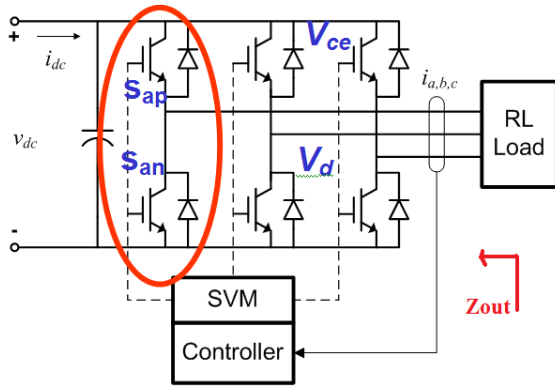 +
i_dc
V_ce
i_a,b,c
s_ap
RL
Load
v_dc
s_an
V_d
-
SVM
Zout
Controller